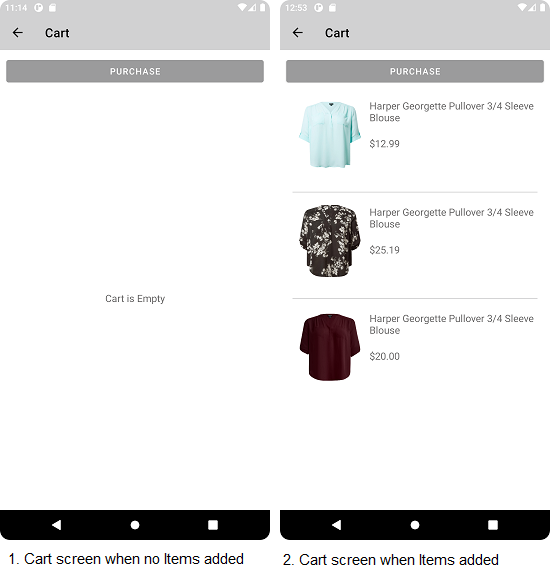 11:14
Cart
PURCHASE
Cart is Empty
1. Cart screen when no Items added
12:53
Cart
PURCHASE
Harper Georgette Pullover 3/4 Sleeve
Blouse
$12.99
Harper Georgette Pullover 3/4 Sleeve
Blouse
$25.19
Harper Georgette Pullover 3/4 Sleeve
Blouse
$20.00
2. Cart screen when Items added